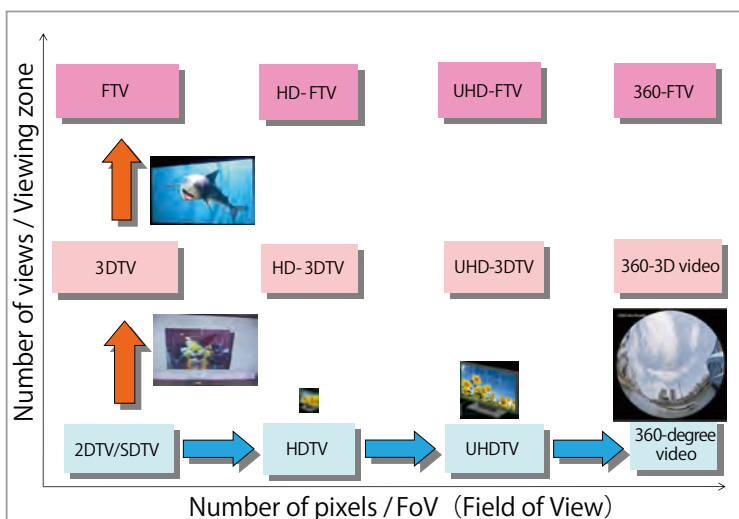 Number of views / Viewing zone
FTV
HD-FTV
UHD-FTV
360-FTV
3DTV
HD-3DTV
UHD-3DTV
360-3D video
2DTV/SDTV
HDTV
UHDTV
360-degree
video
Number of pixels / FoV (Field of View)